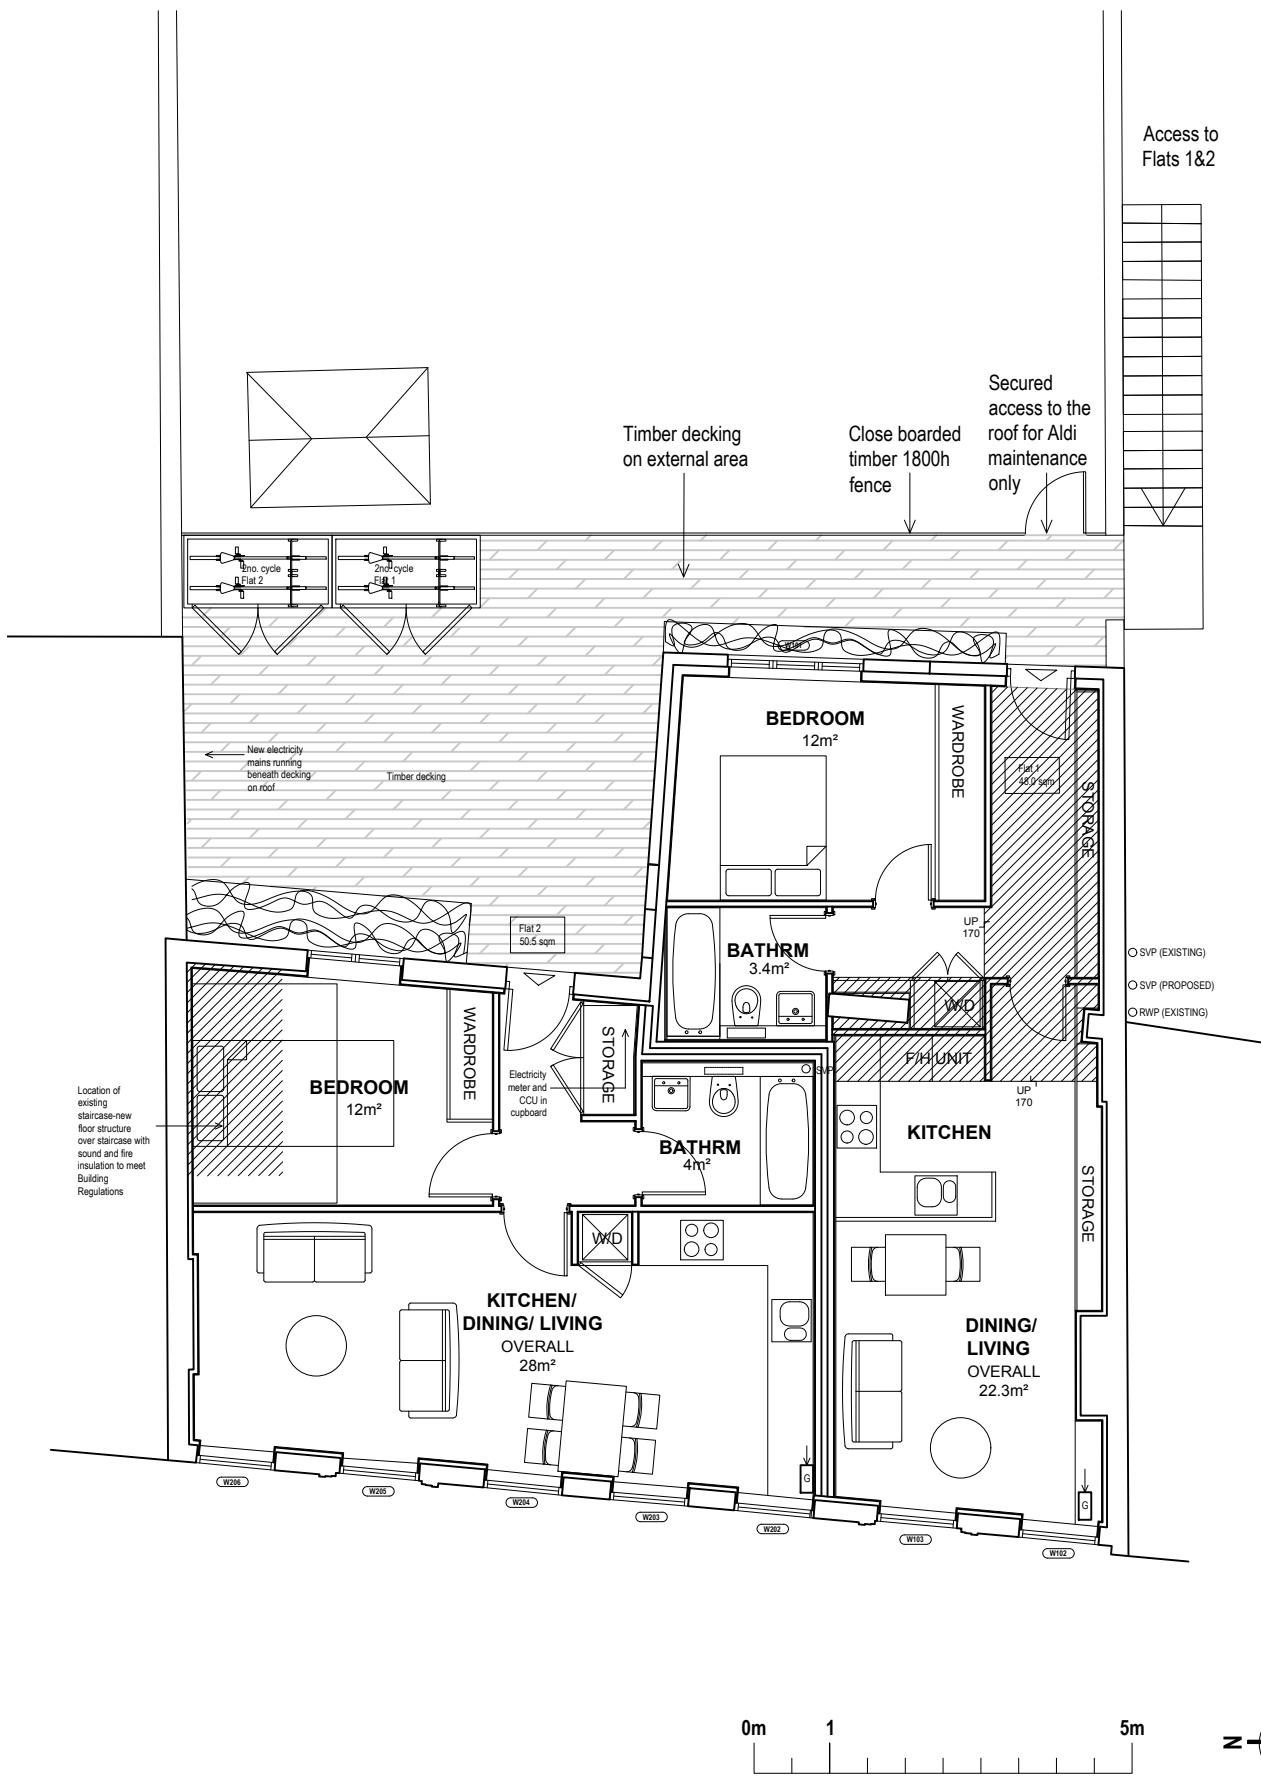 Access to
Flats 1&2
Secured
access to the
roof for Aldi
maintenance
only
Timber decking
on external area
Close boarded
timber 1800h
fence
2no. cycle
Flat 2
2no. cycle
Flat 1
New electricity
mains running
beneath decking
on roof
Timber decking
BEDROOM
12m²
WARDROBE
Flat 1
48.0 sqm
STORAGE
UP
170
Flat 2
50.5 sqm
BATHRM
3.4m²
W/D
SVP (EXISTING)
SVP (PROPOSED)
RWP (EXISTING)
F/H UNIT
UP
170
SVP
WARDROBE
STORAGE
Electricity
meter and
CCU in
cupboard
BEDROOM
12m²
Location of
existing
staircase-new
floor structure
over staircase with
sound and fire
insulation to meet
Building
Regulations
BATHRM
4m²
KITCHEN
STORAGE
W/D
KITCHEN/
DINING/ LIVING
OVERALL
28m²
DINING/
LIVING
OVERALL
22.3m²
G
G
W206
W205
W204
W203
W202
W103
W102
0m 1 5m
N